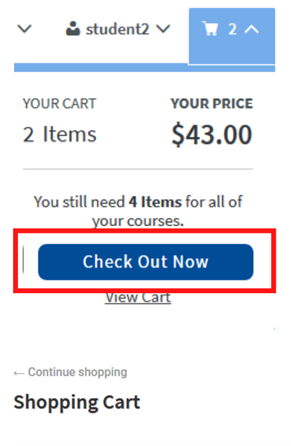 student2 2
YOUR CART YOUR PRICE
2 Items $43.00
You still need 4 Items for all of
your courses.
Check Out Now
View Cart
← Continue shopping
Shopping Cart